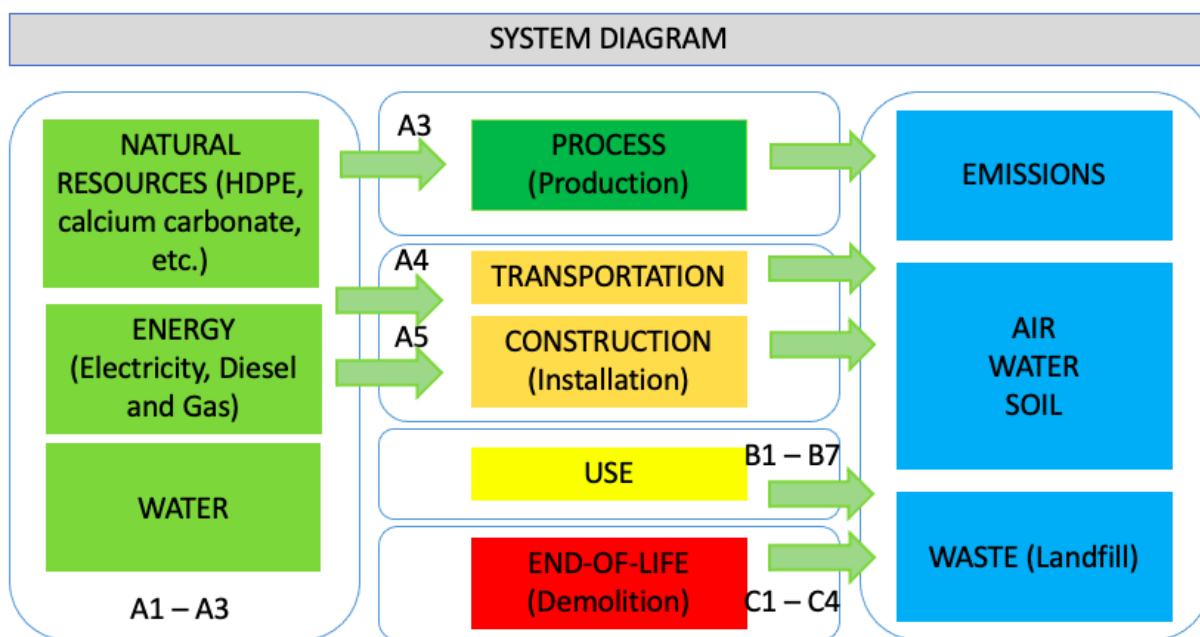 SYSTEM DIAGRAM
NATURAL
RESOURCES (HDPE,
calcium carbonate,
etc.)
ENERGY
(Electricity, Diesel
and Gas)
WATER
A1 – A3
A3
PROCESS
(Production)
A4
TRANSPORTATION
A5
CONSTRUCTION
(Installation)
USE
B1 – B7
END-OF-LIFE
(Demolition)
C1 – C4
EMISSIONS
AIR
WATER
SOIL
WASTE (Landfill)